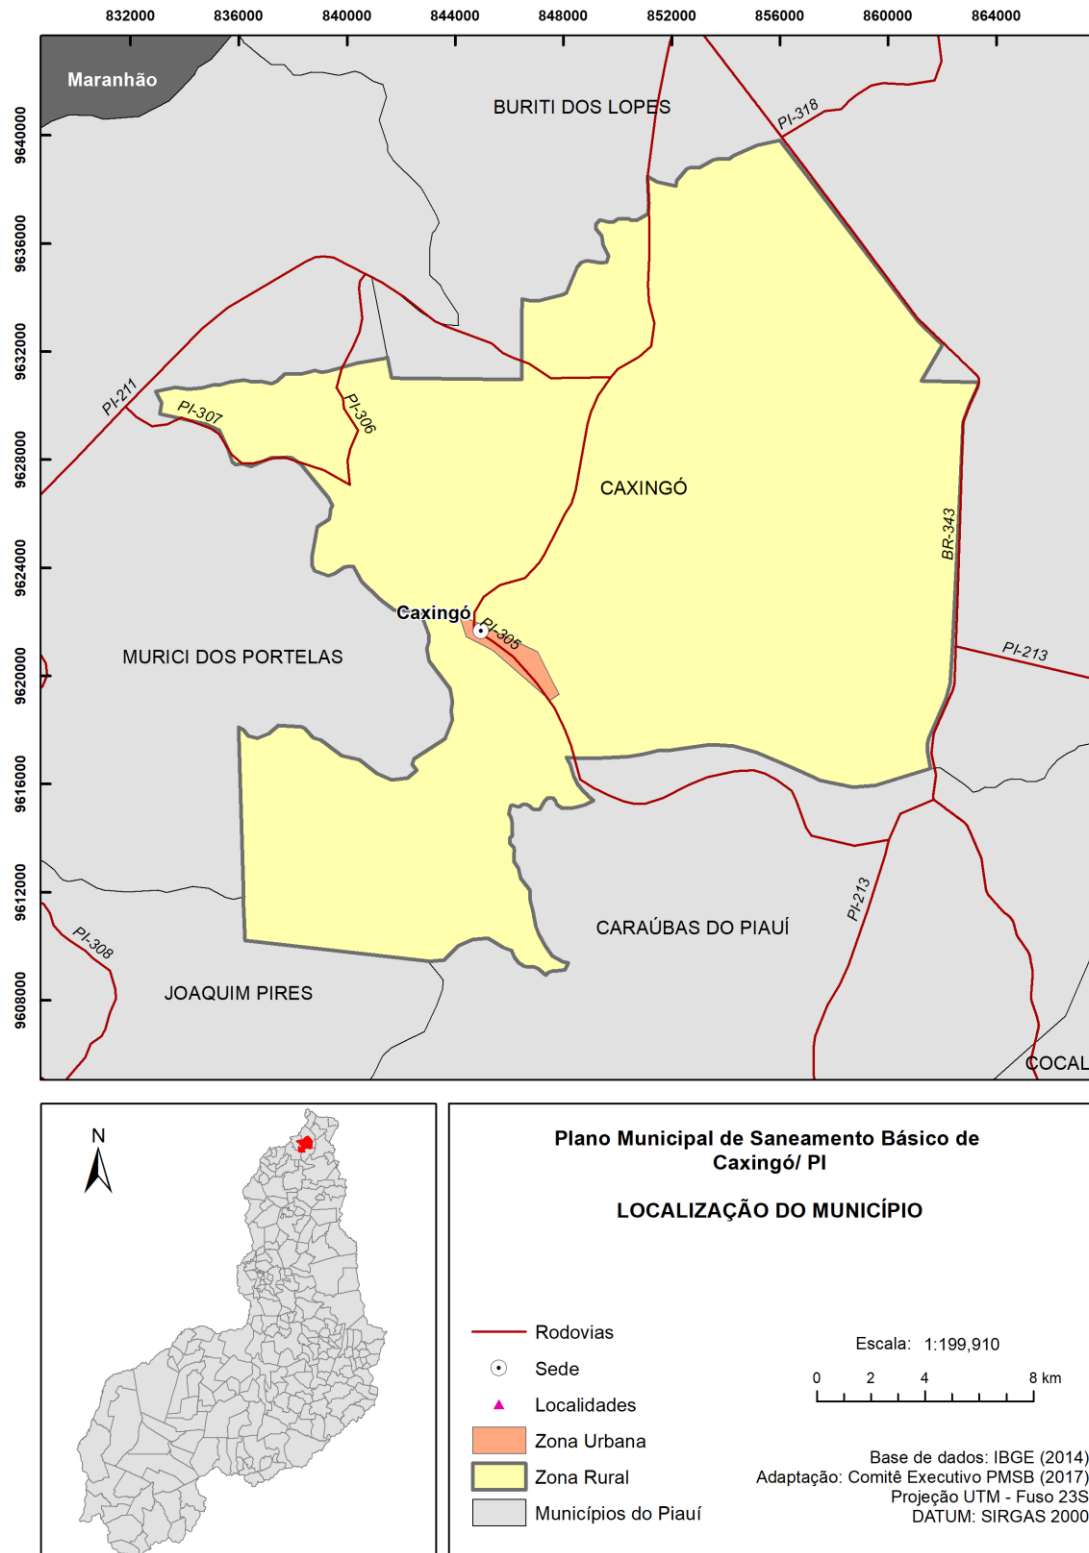 832000 836000 840000 844000 848000 852000 856000 860000 864000
9640000
9636000
9632000
9628000
9624000
9620000
9616000
9612000
9608000
Maranhão
BURITI DOS LOPES
PI-318
PI-211
PI-307
PI-306
CAXINGÓ
BR-343
Caxingó
PI-305
MURICI DOS PORTELAS
PI-213
PI-213
CARAÚBAS DO PIAUÍ
PI-308
JOAQUIM PIRES
COCAL
N
Plano Municipal de Saneamento Básico de
Caxingó/ PI
LOCALIZAÇÃO DO MUNICÍPIO
Rodovias
Sede
Localidades
Zona Urbana
Zona Rural
Municípios do Piauí
Escala: 1:199,910
0 2 4 8 km
Base de dados: IBGE (2014)
Adaptação: Comitê Executivo PMSB (2017)
Projeção UTM - Fuso 23S
DATUM: SIRGAS 2000